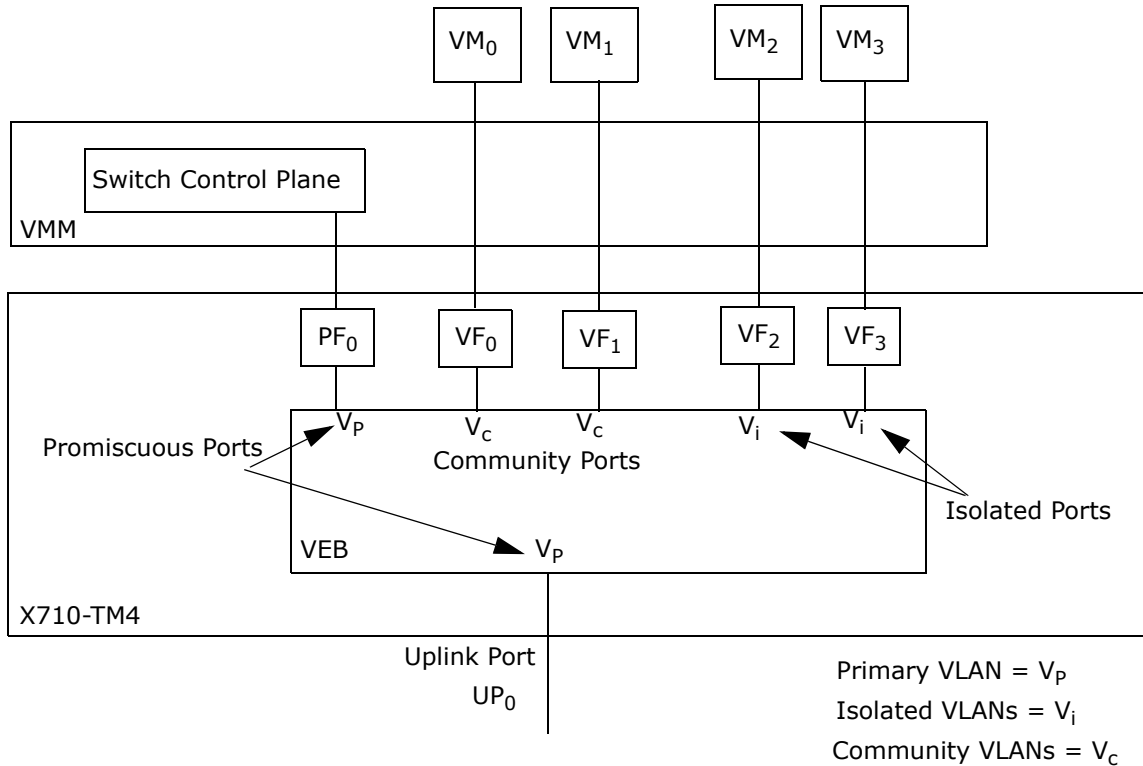 VM0 VM1 VM2 VM3
Switch Control Plane
VMM
PF0 VF0 VF1 VF2 VF3
VP Vc Vc Vi Vi
Promiscuous Ports
Community Ports
Isolated Ports
VEB
VP
X710-TM4
Uplink Port
UP0
Primary VLAN = VP
Isolated VLANs = Vi
Community VLANs = Vc